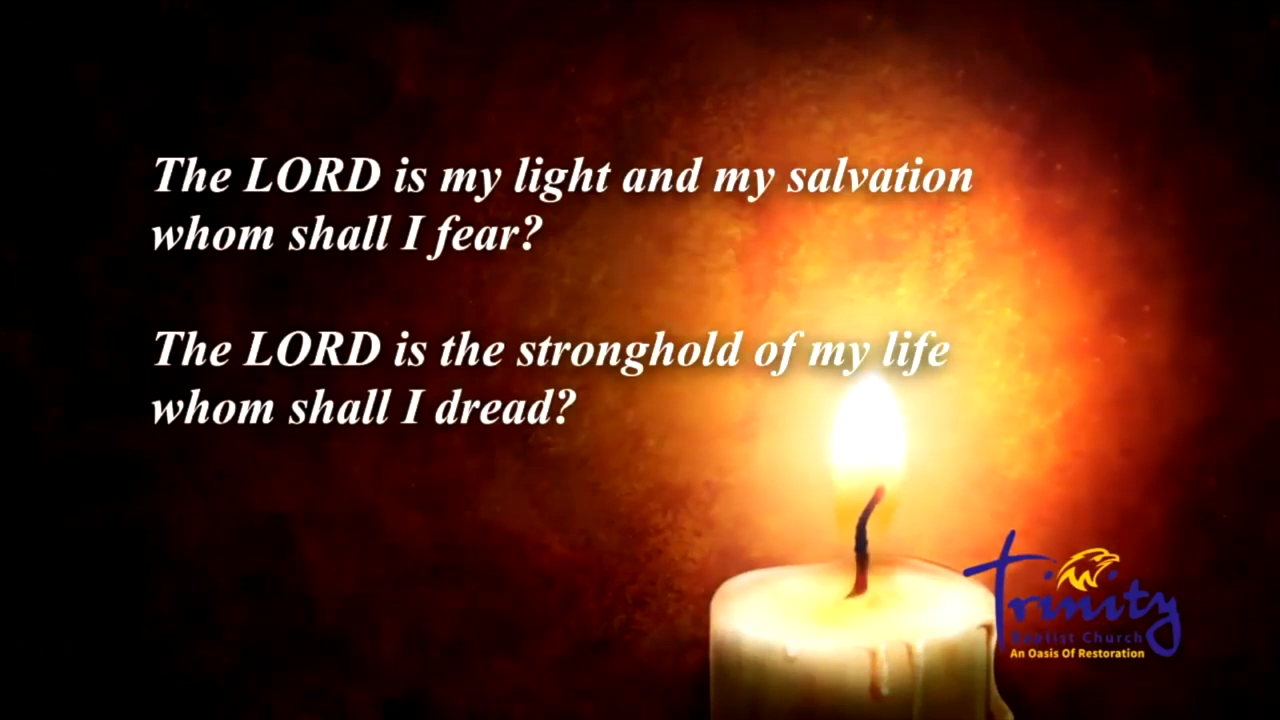 The LORD is my light and my salvation
whom shall I fear?
The LORD is the stronghold of my life
whom shall I dread?
Trinity
Baptist Church
An Oasis Of Restoration